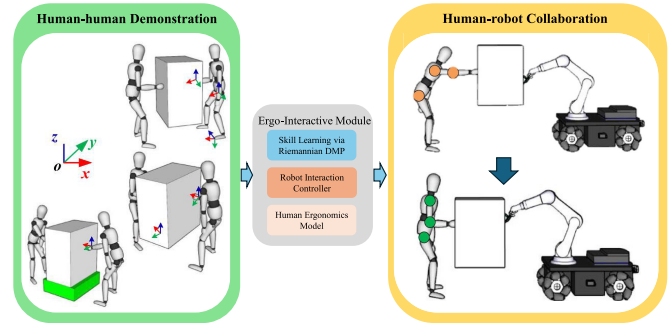 Human-human Demonstration
z
y
o
x
Ergo-Interactive Module
Skill Learning via
Riemannian DMP
Robot Interaction
Controller
Human Ergonomics
Model
Human-robot Collaboration